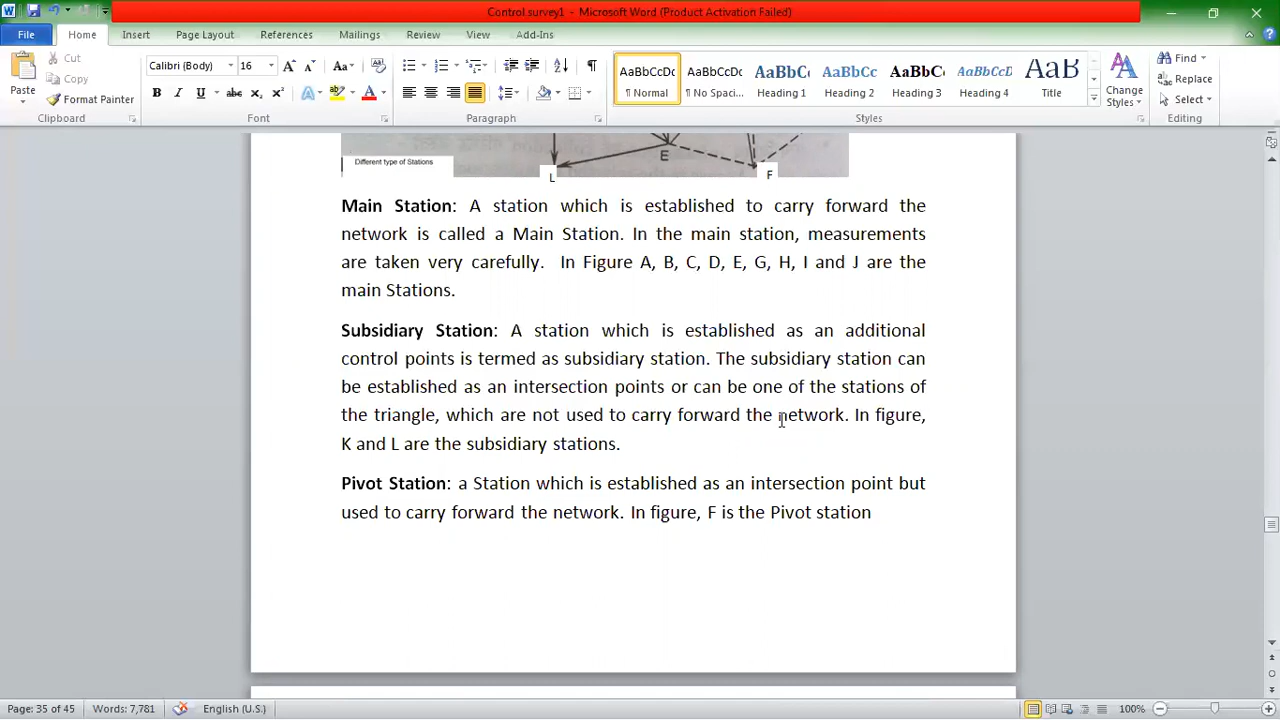 Control.survey1 - Microsoft Word (Product Activation Failed)
File Home Insert Page Layout References Mailings Review View Add-Ins
Paste
Cut
Copy
Format Painter
Clipboard
Calibri (Body) 16
Font
Paragraph
AaBbCcDc AaBbCcDc AaBbC AaBbCc AaBbCc AaBbCcDc AaB
¶ Normal ¶ No Spaci... Heading 1 Heading 2 Heading 3 Heading 4 Title
Change Styles
Styles
Find
Replace
Select
Editing
Different type of Stations
L
E
F
Main Station: A station which is established to carry forward the
network is called a Main Station. In the main station, measurements
are taken very carefully. In Figure A, B, C, D, E, G, H, I and J are the
main Stations.
Subsidiary Station: A station which is established as an additional
control points is termed as subsidiary station. The subsidiary station can
be established as an intersection points or can be one of the stations of
the triangle, which are not used to carry forward the network. In figure,
K and L are the subsidiary stations.
Pivot Station: a Station which is established as an intersection point but
used to carry forward the network. In figure, F is the Pivot station
Page: 35 of 45 Words: 7,781 English (U.S.) 100%